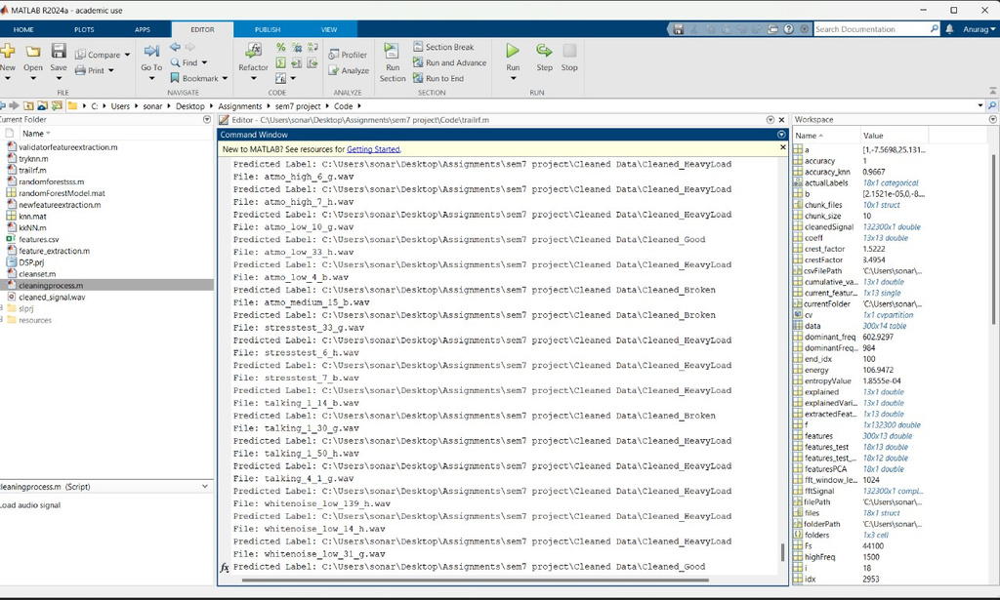 MATLAB R2024a - academic use
HOME PLOTS APPS EDITOR PUBLISH VIEW
Search Documentation
Anurag
New Open Save
Compare
Print
Go To
Find
Bookmark
Refactor
Profiler
Analyze
Run Section
Section Break
Run and Advance
Run to End
Run Step Stop
FILE NAVIGATE CODE ANALYZE SECTION RUN
C: Users sonar Desktop Assignments sem7 project Code
Current Folder
Name
validatorfeatureextraction.m
tryknn.m
trailrf.m
randomforestsss.m
randomForestModel.mat
newfeatureextraction.m
knn.mat
kkNN.m
features.csv
feature_extraction.m
DSP.prj
cleanset.m
cleaningprocess.m
cleaned_signal.wav
slprj
resources
cleaningprocess.m (Script)
Load audio signal
Editor - C:\Users\sonar\Desktop\Assignments\sem7 project\Code\trailrf.m
Command Window
New to MATLAB? See resources for Getting Started.
Predicted Label: C:\Users\sonar\Desktop\Assignments\sem7 project\Cleaned Data\Cleaned_HeavyLoad
File: atmo_high_6_g.wav
Predicted Label: C:\Users\sonar\Desktop\Assignments\sem7 project\Cleaned Data\Cleaned_HeavyLoad
File: atmo_high_7_h.wav
Predicted Label: C:\Users\sonar\Desktop\Assignments\sem7 project\Cleaned Data\Cleaned_HeavyLoad
File: atmo_low_10_g.wav
Predicted Label: C:\Users\sonar\Desktop\Assignments\sem7 project\Cleaned Data\Cleaned_Good
File: atmo_low_33_h.wav
Predicted Label: C:\Users\sonar\Desktop\Assignments\sem7 project\Cleaned Data\Cleaned_HeavyLoad
File: atmo_low_4_b.wav
Predicted Label: C:\Users\sonar\Desktop\Assignments\sem7 project\Cleaned Data\Cleaned_Broken
File: atmo_medium_15_b.wav
Predicted Label: C:\Users\sonar\Desktop\Assignments\sem7 project\Cleaned Data\Cleaned_Broken
File: stresstest_33_g.wav
Predicted Label: C:\Users\sonar\Desktop\Assignments\sem7 project\Cleaned Data\Cleaned_HeavyLoad
File: stresstest_6_h.wav
Predicted Label: C:\Users\sonar\Desktop\Assignments\sem7 project\Cleaned Data\Cleaned_HeavyLoad
File: stresstest_7_b.wav
Predicted Label: C:\Users\sonar\Desktop\Assignments\sem7 project\Cleaned Data\Cleaned_HeavyLoad
File: talking_1_14_b.wav
Predicted Label: C:\Users\sonar\Desktop\Assignments\sem7 project\Cleaned Data\Cleaned_Broken
File: talking_1_30_g.wav
Predicted Label: C:\Users\sonar\Desktop\Assignments\sem7 project\Cleaned Data\Cleaned_HeavyLoad
File: talking_1_50_h.wav
Predicted Label: C:\Users\sonar\Desktop\Assignments\sem7 project\Cleaned Data\Cleaned_HeavyLoad
File: talking_4_1_g.wav
Predicted Label: C:\Users\sonar\Desktop\Assignments\sem7 project\Cleaned Data\Cleaned_HeavyLoad
File: whitenoise_low_139_h.wav
Predicted Label: C:\Users\sonar\Desktop\Assignments\sem7 project\Cleaned Data\Cleaned_HeavyLoad
File: whitenoise_low_14_h.wav
Predicted Label: C:\Users\sonar\Desktop\Assignments\sem7 project\Cleaned Data\Cleaned_HeavyLoad
File: whitenoise_low_31_g.wav
fx Predicted Label: C:\Users\sonar\Desktop\Assignments\sem7 project\Cleaned Data\Cleaned_Good
Workspace
Name Value
a [1,-7.5698,25.131...
accuracy 1
accuracy_knn 0.9667
actualLabels 18x1 categorical
b [2.1521e-05,0,-8....
chunk_files 10x1 struct
chunk_size 10
cleanedSignal 132300x1 double
coeff 13x13 double
crest_factor 1.5222
crestFactor 3.4954
csvFilePath 'C:\Users\sonar\...
cumulative_va... 13x1 double
current_featur... 13x1 single
currentFolder 'C:\Users\sonar\...
cv 1x1 cvpartition
data 300x14 table
dominant_freq 602.9297
dominantFreq... 984
end_idx 100
energy 106.9472
entropyValue 1.8555e-04
explained 13x1 double
explainedVari... 13x1 double
extractedFeat... 1x13 double
f 1x132300 double
features 300x13 double
features_test 18x13 double
features_test_... 18x12 double
featuresPCA 18x1 double
fft_window_le... 1024
fftSignal 132300x1 compl...
filePath 'C:\Users\sonar\...
files 18x1 struct
folderPath 'C:\Users\sonar\...
folders 1x3 cell
Fs 44100
highFreq 1500
i 18
idx 2953